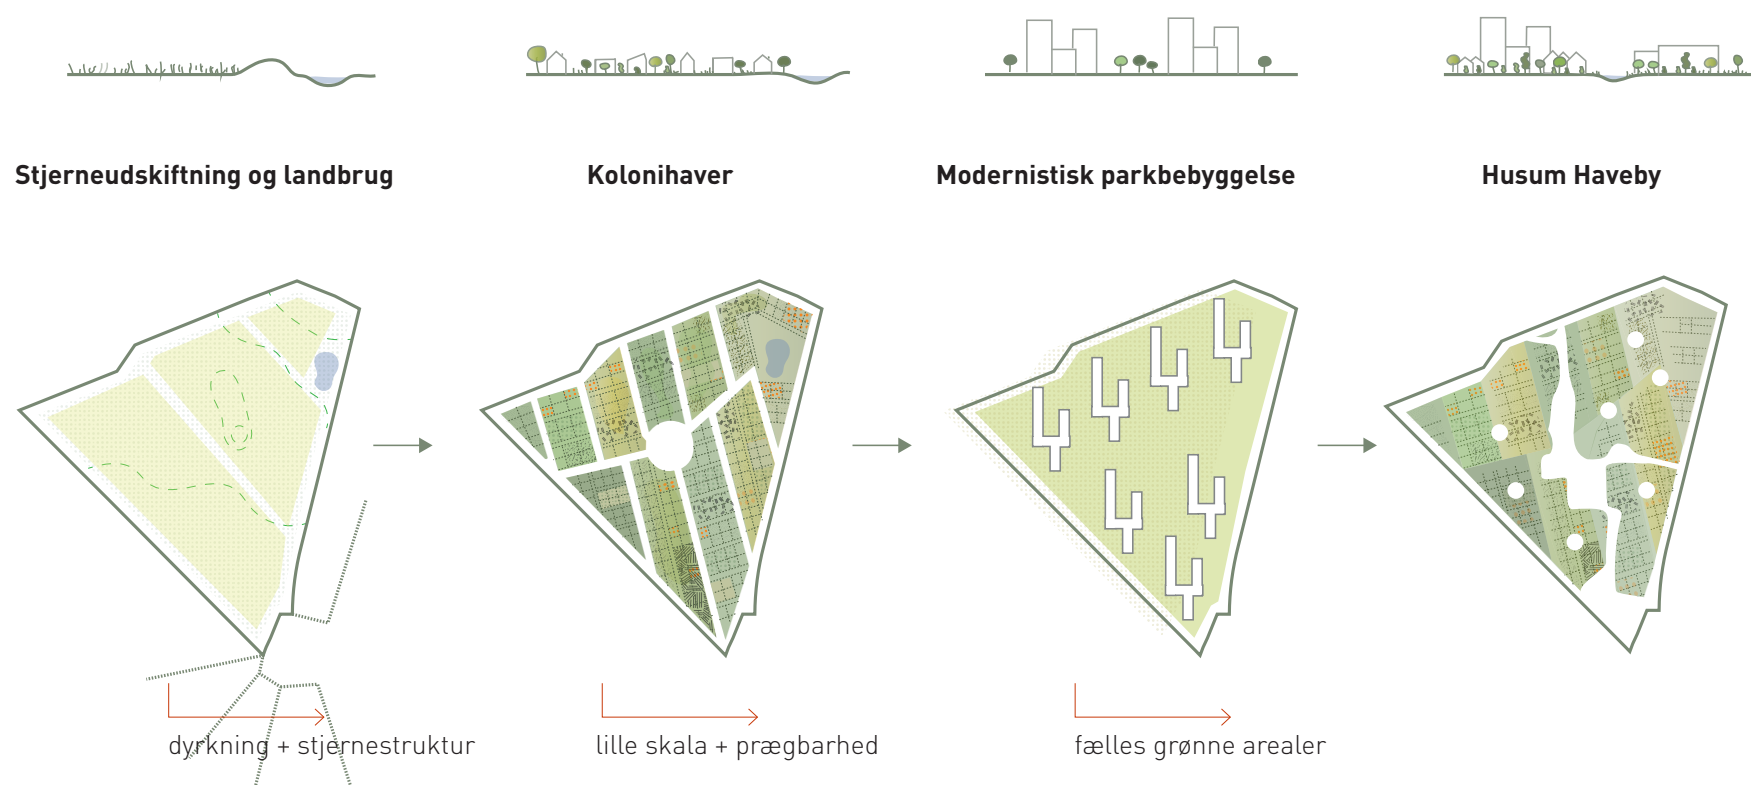 Stjerneudskiftning og landbrug
Kolonihaver
Modernistisk parkbebyggelse
Husum Haveby
dyrkning + stjernestruktur
lille skala + prægbarhed
fælles grønne arealer